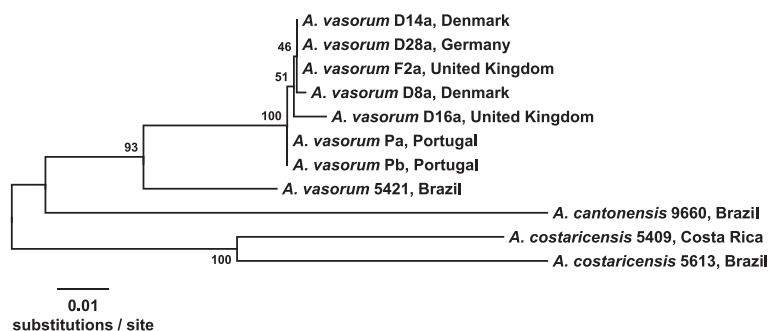 A. vasorum D14a, Denmark
46
A. vasorum D28a, Germany
A. vasorum F2a, United Kingdom
51
A. vasorum D8a, Denmark
100
A. vasorum D16a, United Kingdom
A. vasorum Pa, Portugal
93
A. vasorum Pb, Portugal
A. vasorum 5421, Brazil
A. cantonensis 9660, Brazil
A. costaricensis 5409, Costa Rica
100
A. costaricensis 5613, Brazil
0.01
substitutions / site